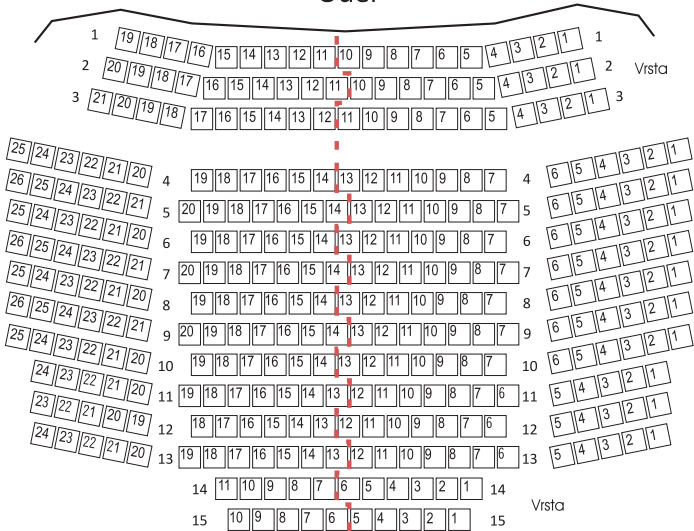 1 19 18 17 16 15 14 13 12 11 10 9 8 7 6 5 4 3 2 1 1
2 20 19 18 17 16 15 14 13 12 11 10 9 8 7 6 5 4 3 2 1 2 Vrsta
3 21 20 19 18 17 16 15 14 13 12 11 10 9 8 7 6 5 4 3 2 1 3
25 24 23 22 21 20 4 19 18 17 16 15 14 13 12 11 10 9 8 7 4 6 5 4 3 2 1
26 25 24 23 22 21 5 20 19 18 17 16 15 14 13 12 11 10 9 8 7 5 6 5 4 3 2 1
25 24 23 22 21 20 6 19 18 17 16 15 14 13 12 11 10 9 8 7 6 6 5 4 3 2 1
26 25 24 23 22 21 7 20 19 18 17 16 15 14 13 12 11 10 9 8 7 7 6 5 4 3 2 1
25 24 23 22 21 20 8 19 18 17 16 15 14 13 12 11 10 9 8 7 8 6 5 4 3 2 1
26 25 24 23 22 21 9 20 19 18 17 16 15 14 13 12 11 10 9 8 7 9 6 5 4 3 2 1
25 24 23 22 21 20 10 19 18 17 16 15 14 13 12 11 10 9 8 7 10 6 5 4 3 2 1
24 23 22 21 20 11 19 18 17 16 15 14 13 12 11 10 9 8 7 6 11 5 4 3 2 1
23 22 21 20 19 12 18 17 16 15 14 13 12 11 10 9 8 7 6 12 5 4 3 2 1
24 23 22 21 20 13 19 18 17 16 15 14 13 12 11 10 9 8 7 6 13 5 4 3 2 1
14 11 10 9 8 7 6 5 4 3 2 1 14
15 10 9 8 7 6 5 4 3 2 1 15 Vrsta